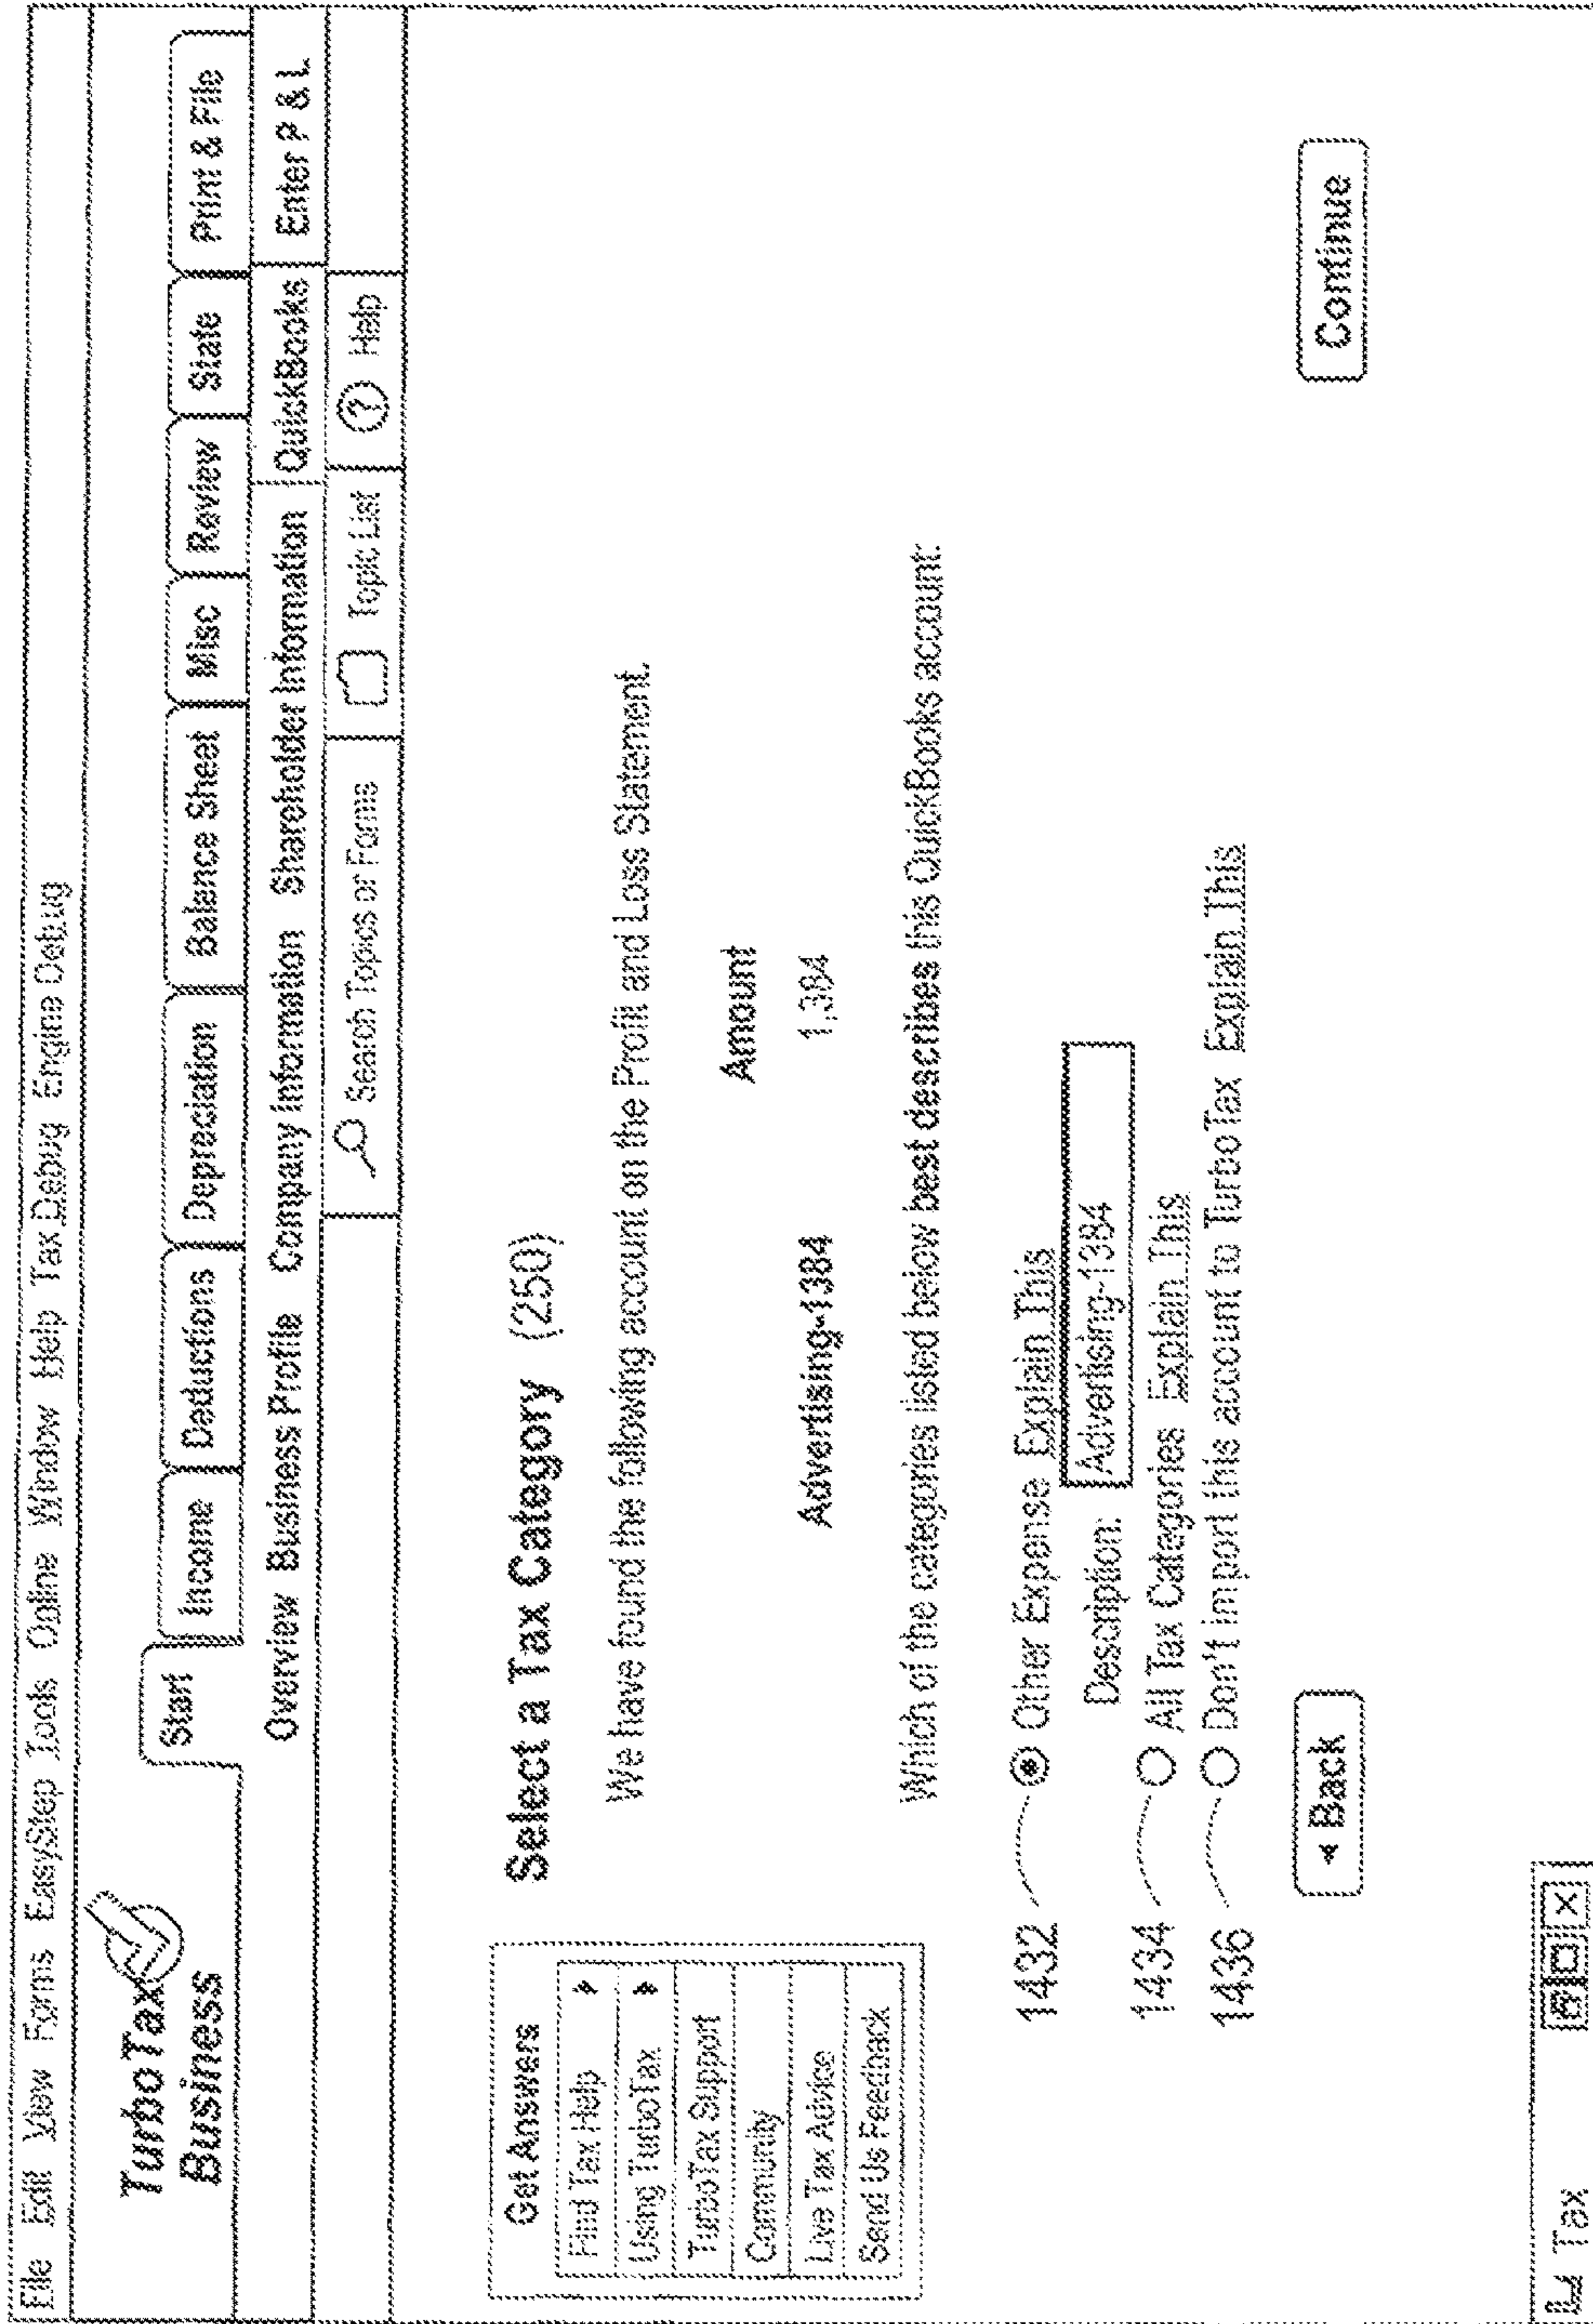 File Edit View Forms EasyStep Tools Online Window Help Tax Debug Engine Debug
TurboTax
Business
Start Income Deductions Depreciation Balance Sheet Misc Review State Print & File
Overview Business Profile Company Information Shareholder Information QuickBooks Enter P & L
Search Topics or Forms Topic List ? Help
Get Answers
Find Tax Help
Using TurboTax
TurboTax Support
Community
Live Tax Advice
Send Us Feedback
Select a Tax Category (250)
We have found the following account on the Profit and Loss Statement.
Amount
Advertising-1384 1,384
Which of the categories listed below best describes this QuickBooks account:
1432 Other Expense Explain This
Description: Advertising-1384
1434 All Tax Categories Explain This
1436 Don't import this account to TurboTax Explain This
Back Continue
Tax